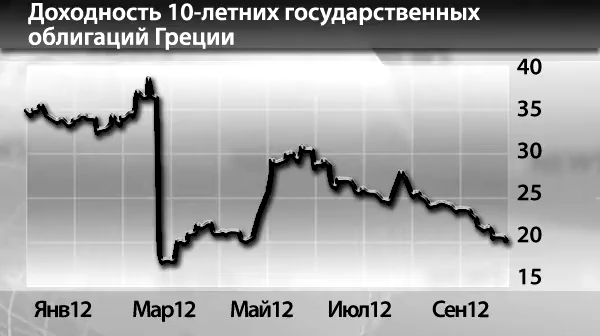 Доходность 10-летних государственных
облигаций Греции
40
35
30
25
20
15
Янв12 Мар12 Май12 Июл12 Сен12